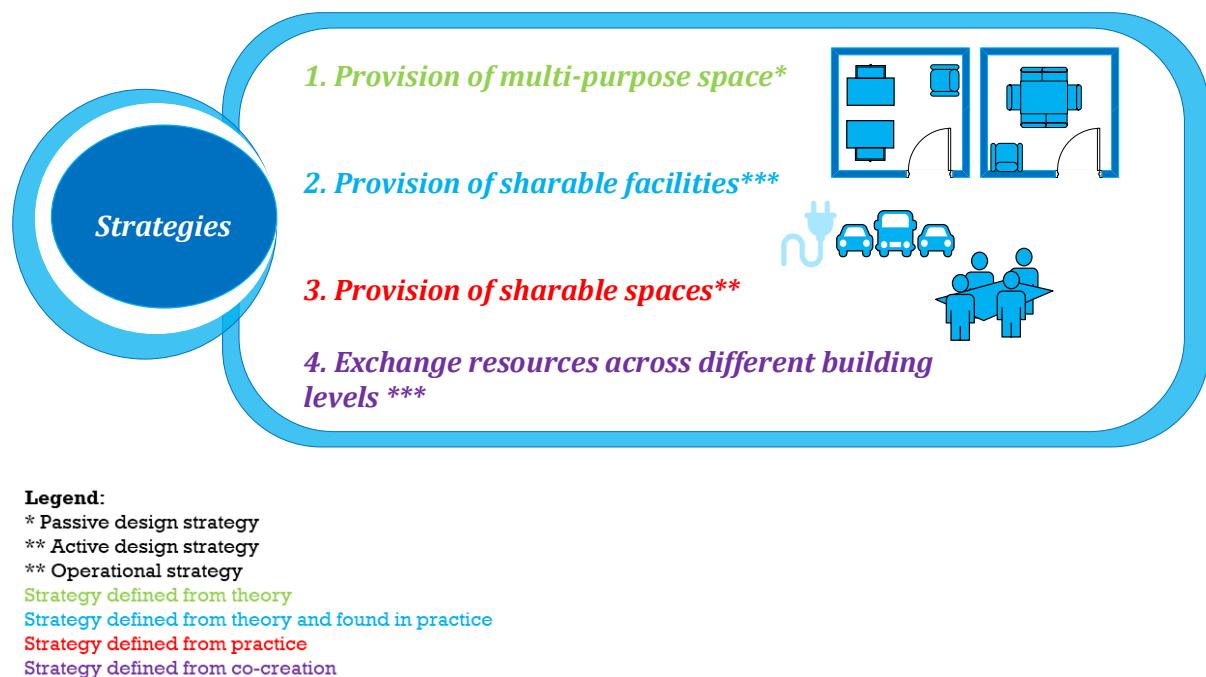 Strategies
1. Provision of multi-purpose space*
2. Provision of sharable facilities***
3. Provision of sharable spaces**
4. Exchange resources across different building
levels ***
Legend:
* Passive design strategy
** Active design strategy
** Operational strategy
Strategy defined from theory
Strategy defined from theory and found in practice
Strategy defined from practice
Strategy defined from co-creation